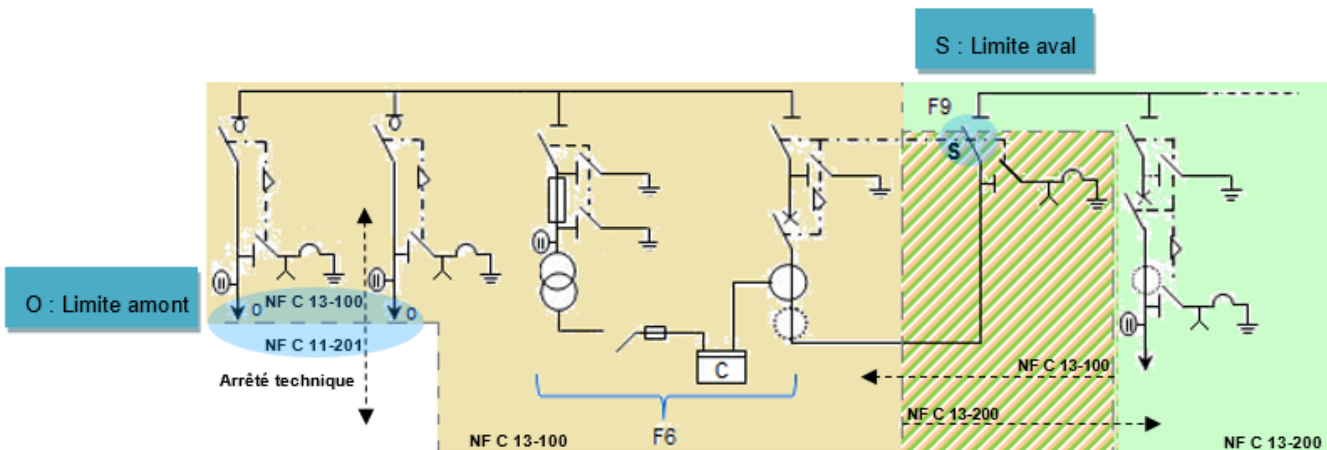 S : Limite aval
F9
S
O : Limite amont
NF C 13-100
O
O
NF C 11-201
Arrêté technique
C
F6
NF C 13-100
NF C 13-100
NF C 13-200
NF C 13-200